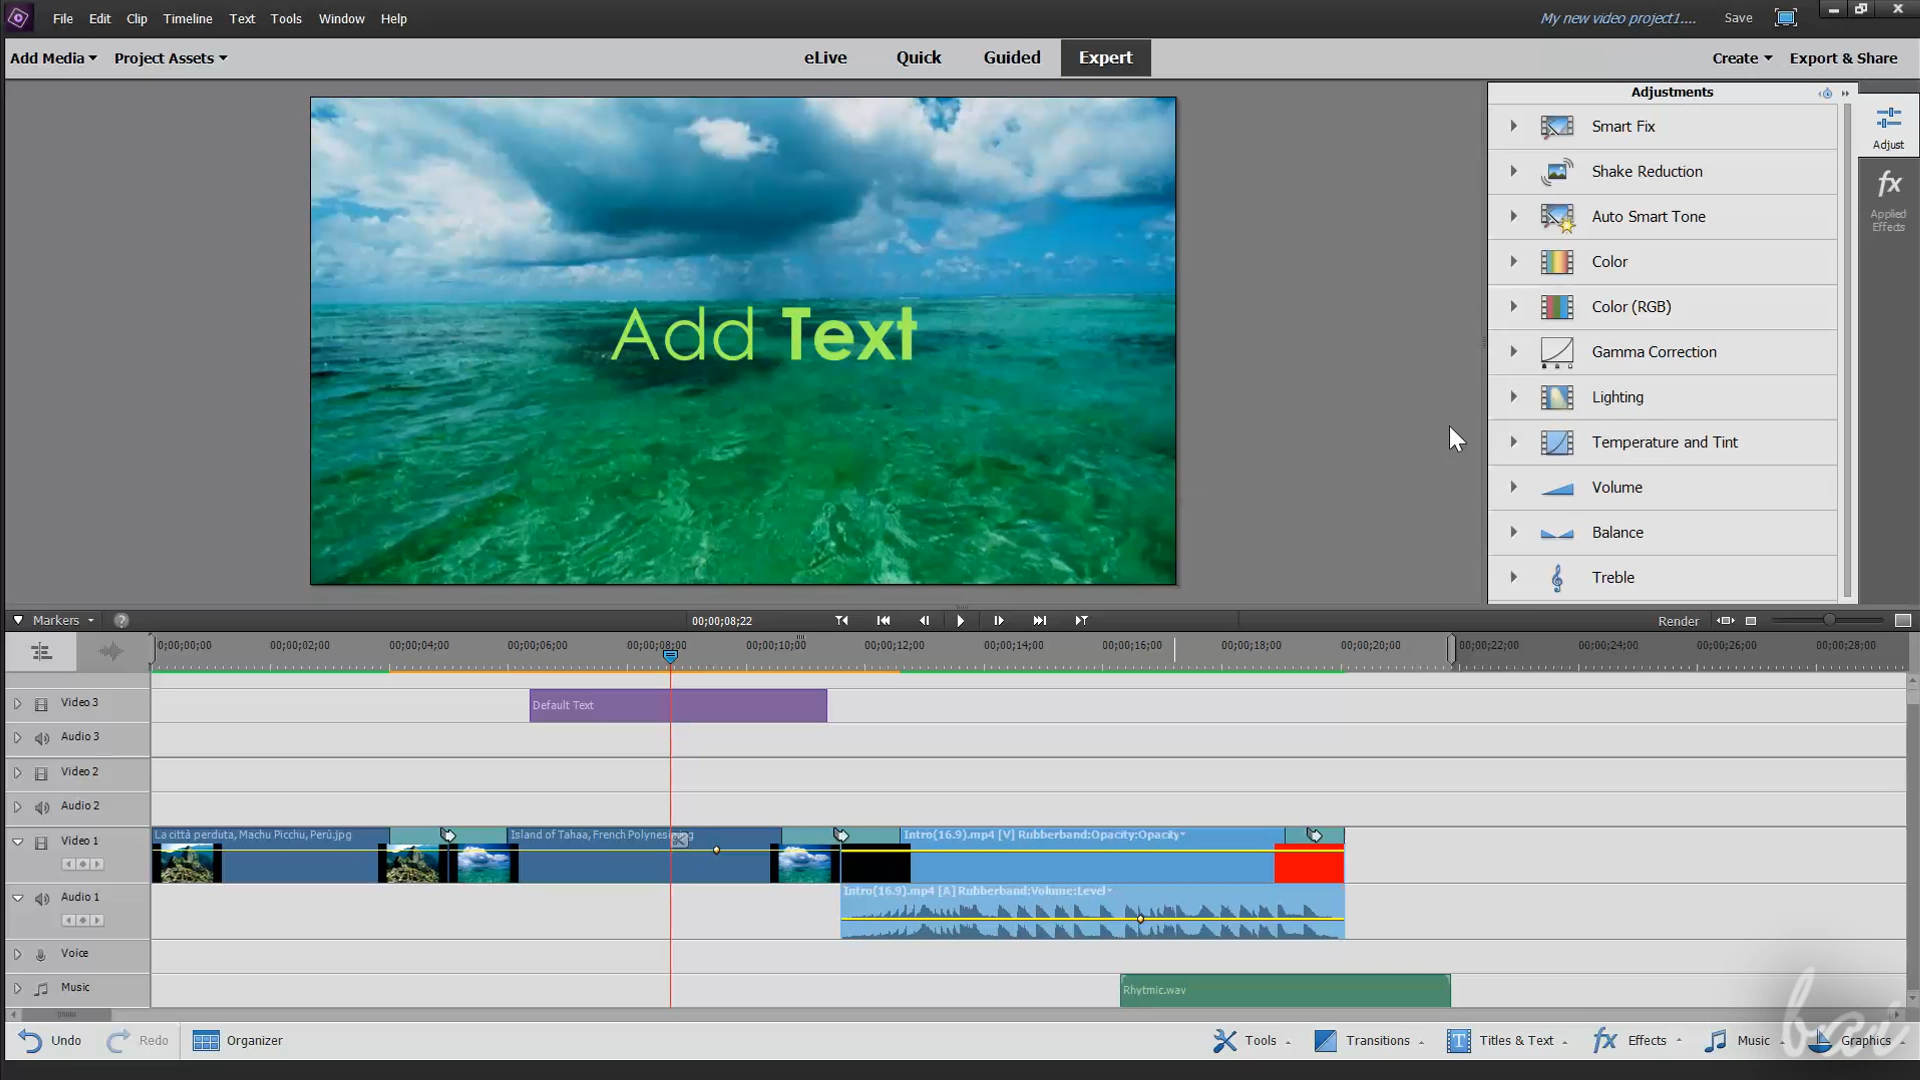 File Edit Clip Timeline Text Tools Window Help
My new video project1....
Save
Add Media
Project Assets
eLive
Quick
Guided
Expert
Create
Export & Share
Adjustments
Smart Fix
Shake Reduction
Auto Smart Tone
Color
Color (RGB)
Gamma Correction
Lighting
Temperature and Tint
Volume
Balance
Treble
Adjust
fx
Applied
Effects
Add Text
Markers
?
00;00;08;22
Render
00;00;00;00 00;00;02;00 00;00;04;00 00;00;06;00 00;00;08;00 00;00;10;00 00;00;12;00 00;00;14;00 00;00;16;00 00;00;18;00 00;00;20;00 00;00;22;00 00;00;24;00 00;00;26;00 00;00;28;00
Video 3
Default Text
Audio 3
Video 2
Audio 2
Video 1
La città perduta, Machu Picchu, Perù.jpg
Island of Tahaa, French Polynes
Intro(16.9).mp4 [V] Rubberband:Opacity:Opacity
Audio 1
Intro(16.9).mp4 [A] Rubberband:Volume:Level
Voice
Music
Rhytmic.wav
Undo
Redo
Organizer
Tools
Transitions
Titles & Text
fx Effects
Music
Graphics